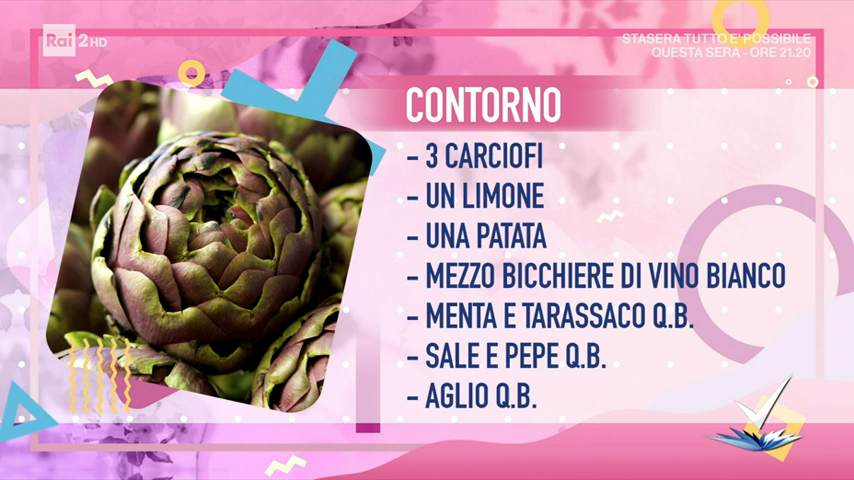 Rai 2HD
STASERA TUTTO E' POSSIBILE
QUESTA SERA - ORE 21.20
CONTORNO
- 3 CARCIOFI
- UN LIMONE
- UNA PATATA
- MEZZO BICCHIERE DI VINO BIANCO
- MENTA E TARASSACO Q.B.
- SALE E PEPE Q.B.
- AGLIO Q.B.